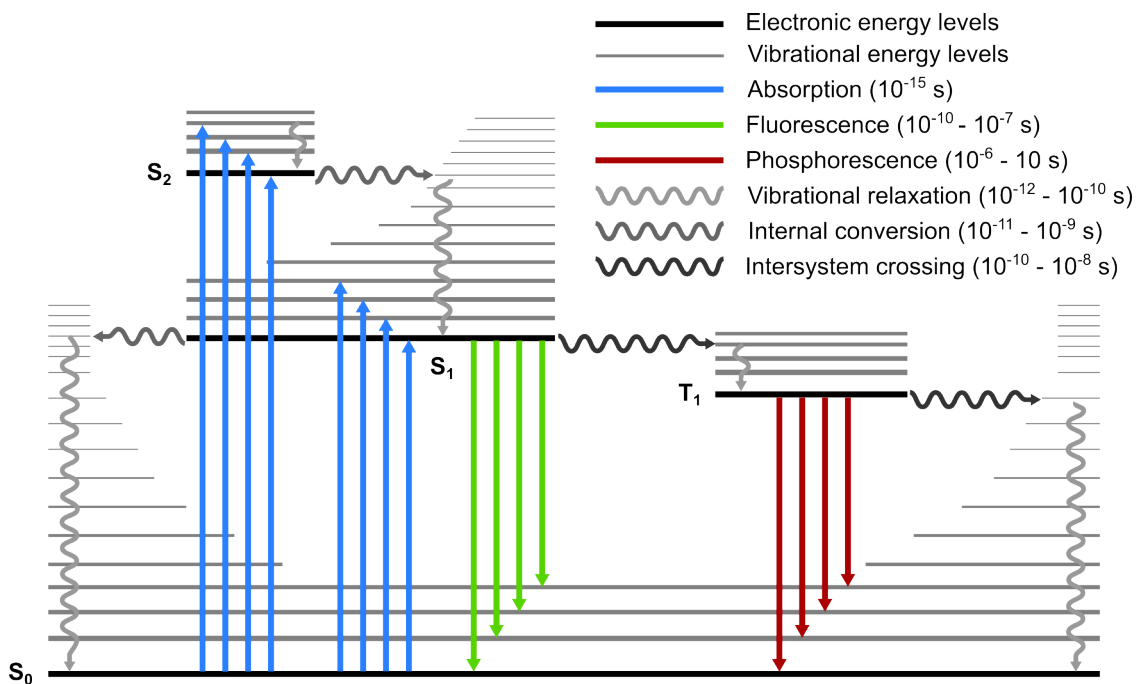 Electronic energy levels
Vibrational energy levels
Absorption (10⁻¹⁵ s)
Fluorescence (10⁻¹⁰ - 10⁻⁷ s)
Phosphorescence (10⁻⁶ - 10 s)
Vibrational relaxation (10⁻¹² - 10⁻¹⁰ s)
Internal conversion (10⁻¹¹ - 10⁻⁹ s)
Intersystem crossing (10⁻¹⁰ - 10⁻⁸ s)
S₂
S₁
T₁
S₀